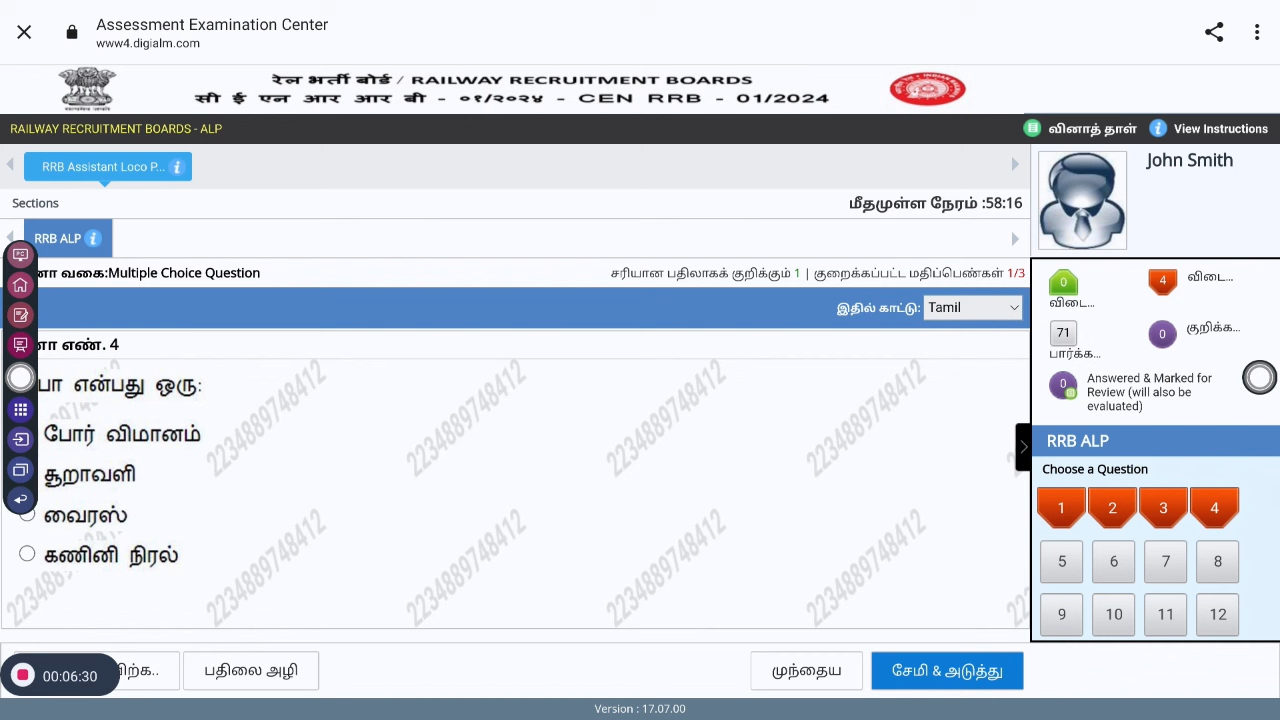 Assessment Examination Center
www4.digialm.com
रेल भर्ती बोर्ड / RAILWAY RECRUITMENT BOARDS
सी ई एन आर आर बी - ०१/२०२४ - CEN RRB - 01/2024
RAILWAY RECRUITMENT BOARDS - ALP
வினாத் தாள்
View Instructions
RRB Assistant Loco P...
John Smith
Sections
மீதமுள்ள நேரம் :58:16
RRB ALP
வகை:Multiple Choice Question
சரியான பதிலாகக் குறிக்கும் 1 | குறைக்கப்பட்ட மதிப்பெண்கள் 1/3
இதில் காட்டு: Tamil
எண். 4
என்பது ஒரு:
போர் விமானம்
சூறாவளி
வைரஸ்
கணினி நிரல்
2234889748412
0 விடை...
4 விடை...
71 பார்க்க...
0 குறிக்க...
0 Answered & Marked for
Review (will also be
evaluated)
RRB ALP
Choose a Question
1 2 3 4
5 6 7 8
9 10 11 12
00:06:30
பதிலை அழி
முந்தைய
சேமி & அடுத்து
Version : 17.07.00